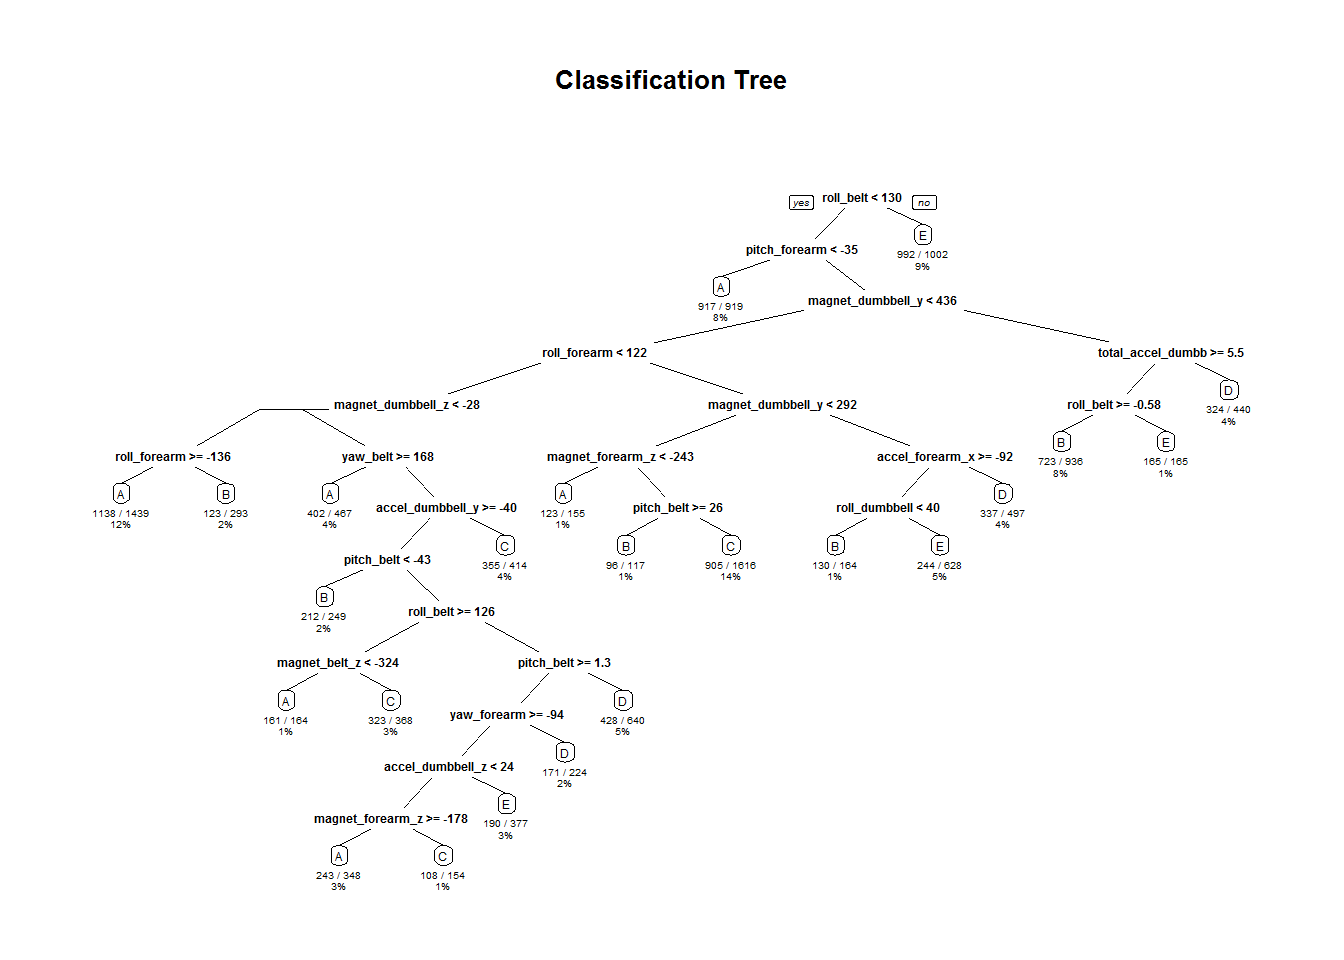 Classification Tree
yes roll_belt < 130 no
E
992 / 1002
9%
pitch_forearm < -35
A
917 / 919
8%
magnet_dumbbell_y < 436
roll_forearm < 122
total_accel_dumbb >= 5.5
D
324 / 440
4%
magnet_dumbbell_z < -28
magnet_dumbbell_y < 292
roll_belt >= -0.58
B
723 / 936
8%
E
165 / 165
1%
roll_forearm >= -136
yaw_belt >= 168
magnet_forearm_z < -243
accel_forearm_x >= -92
A
1138 / 1439
12%
B
123 / 293
2%
A
402 / 467
4%
A
123 / 155
1%
D
337 / 497
4%
accel_dumbbell_y >= -40
pitch_belt >= 26
roll_dumbbell < 40
C
355 / 414
4%
B
96 / 117
1%
C
905 / 1616
14%
B
130 / 164
1%
E
244 / 628
5%
pitch_belt < -43
B
212 / 249
2%
roll_belt >= 126
magnet_belt_z < -324
pitch_belt >= 1.3
A
161 / 164
1%
C
323 / 368
3%
D
428 / 640
5%
yaw_forearm >= -94
D
171 / 224
2%
accel_dumbbell_z < 24
E
190 / 377
3%
magnet_forearm_z >= -178
A
243 / 348
3%
C
108 / 154
1%